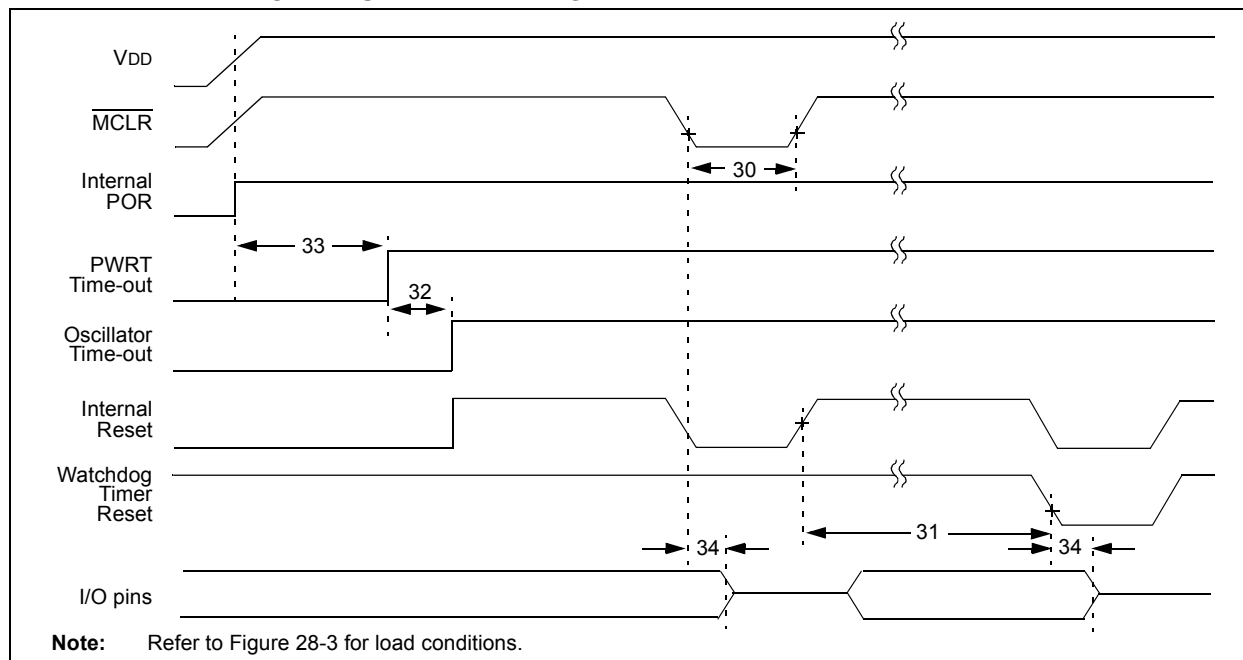 VDD
MCLR
30
Internal
POR
33
PWRT
Time-out
32
Oscillator
Time-out
Internal
Reset
Watchdog
Timer
Reset
31
34
34
I/O pins
Note: Refer to Figure 28-3 for load conditions.